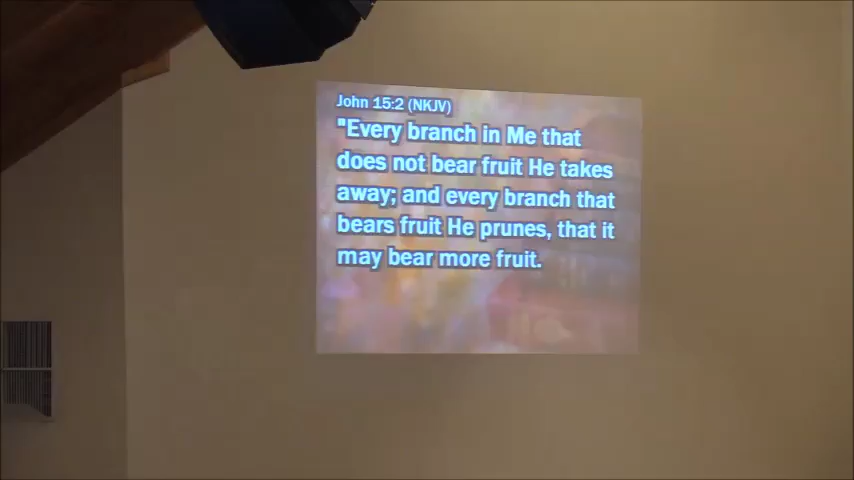 John 15:2 (NKJV)
"Every branch in Me that
does not bear fruit He takes
away; and every branch that
bears fruit He prunes, that it
may bear more fruit.